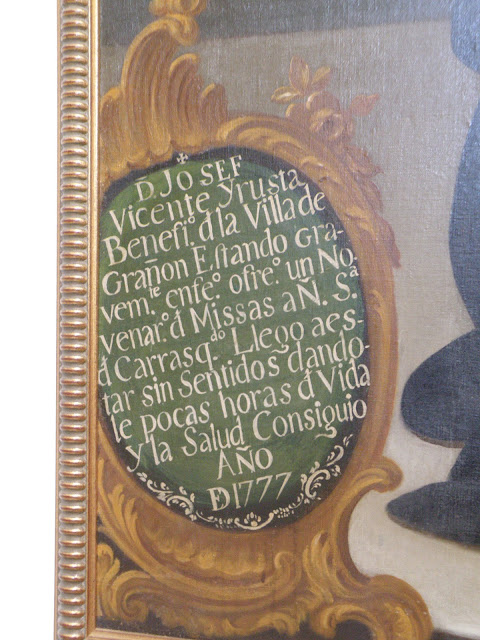 D. JOSEF
Vicente Yrusta
Benefi.º đ la Villa de
Grañon Estando Gra-
vem.te enfe.º ofre.º un No-
venar.º đ Missas a Ñ. S.a
đ Carrasq.do Llego a es-
tar sin Sentidos dando-
le pocas horas đ Vida
y la Salud Consiguio
AÑO
Đ 1777